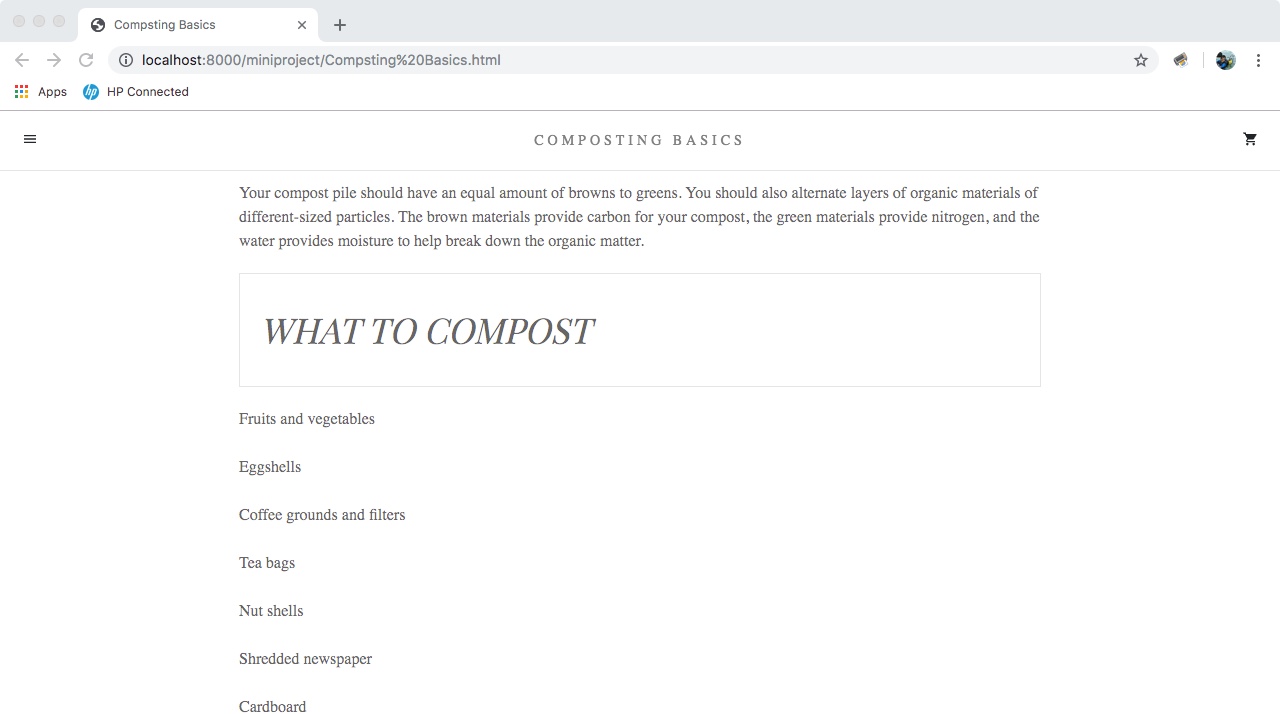 Compsting Basics
localhost:8000/miniproject/Compsting%20Basics.html
Apps
hp
HP Connected
COMPOSTING BASICS
Your compost pile should have an equal amount of browns to greens. You should also alternate layers of organic materials of
different-sized particles. The brown materials provide carbon for your compost, the green materials provide nitrogen, and the
water provides moisture to help break down the organic matter.
WHAT TO COMPOST
Fruits and vegetables
Eggshells
Coffee grounds and filters
Tea bags
Nut shells
Shredded newspaper
Cardboard